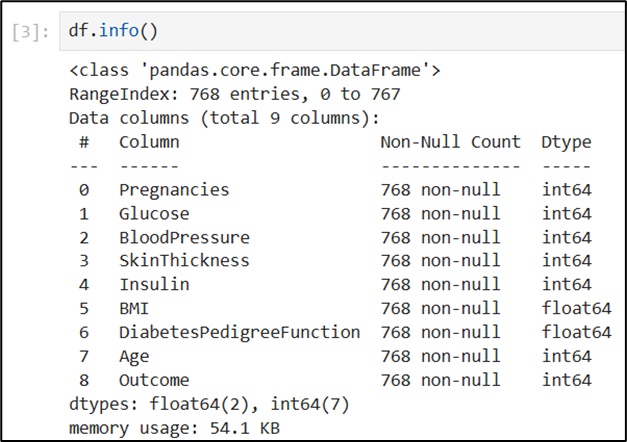 [3]: df.info()
<class 'pandas.core.frame.DataFrame'>
RangeIndex: 768 entries, 0 to 767
Data columns (total 9 columns):
 #   Column                    Non-Null Count  Dtype
---  ------                    --------------  -----
 0   Pregnancies               768 non-null    int64
 1   Glucose                   768 non-null    int64
 2   BloodPressure             768 non-null    int64
 3   SkinThickness             768 non-null    int64
 4   Insulin                   768 non-null    int64
 5   BMI                       768 non-null    float64
 6   DiabetesPedigreeFunction  768 non-null    float64
 7   Age                       768 non-null    int64
 8   Outcome                   768 non-null    int64
dtypes: float64(2), int64(7)
memory usage: 54.1 KB